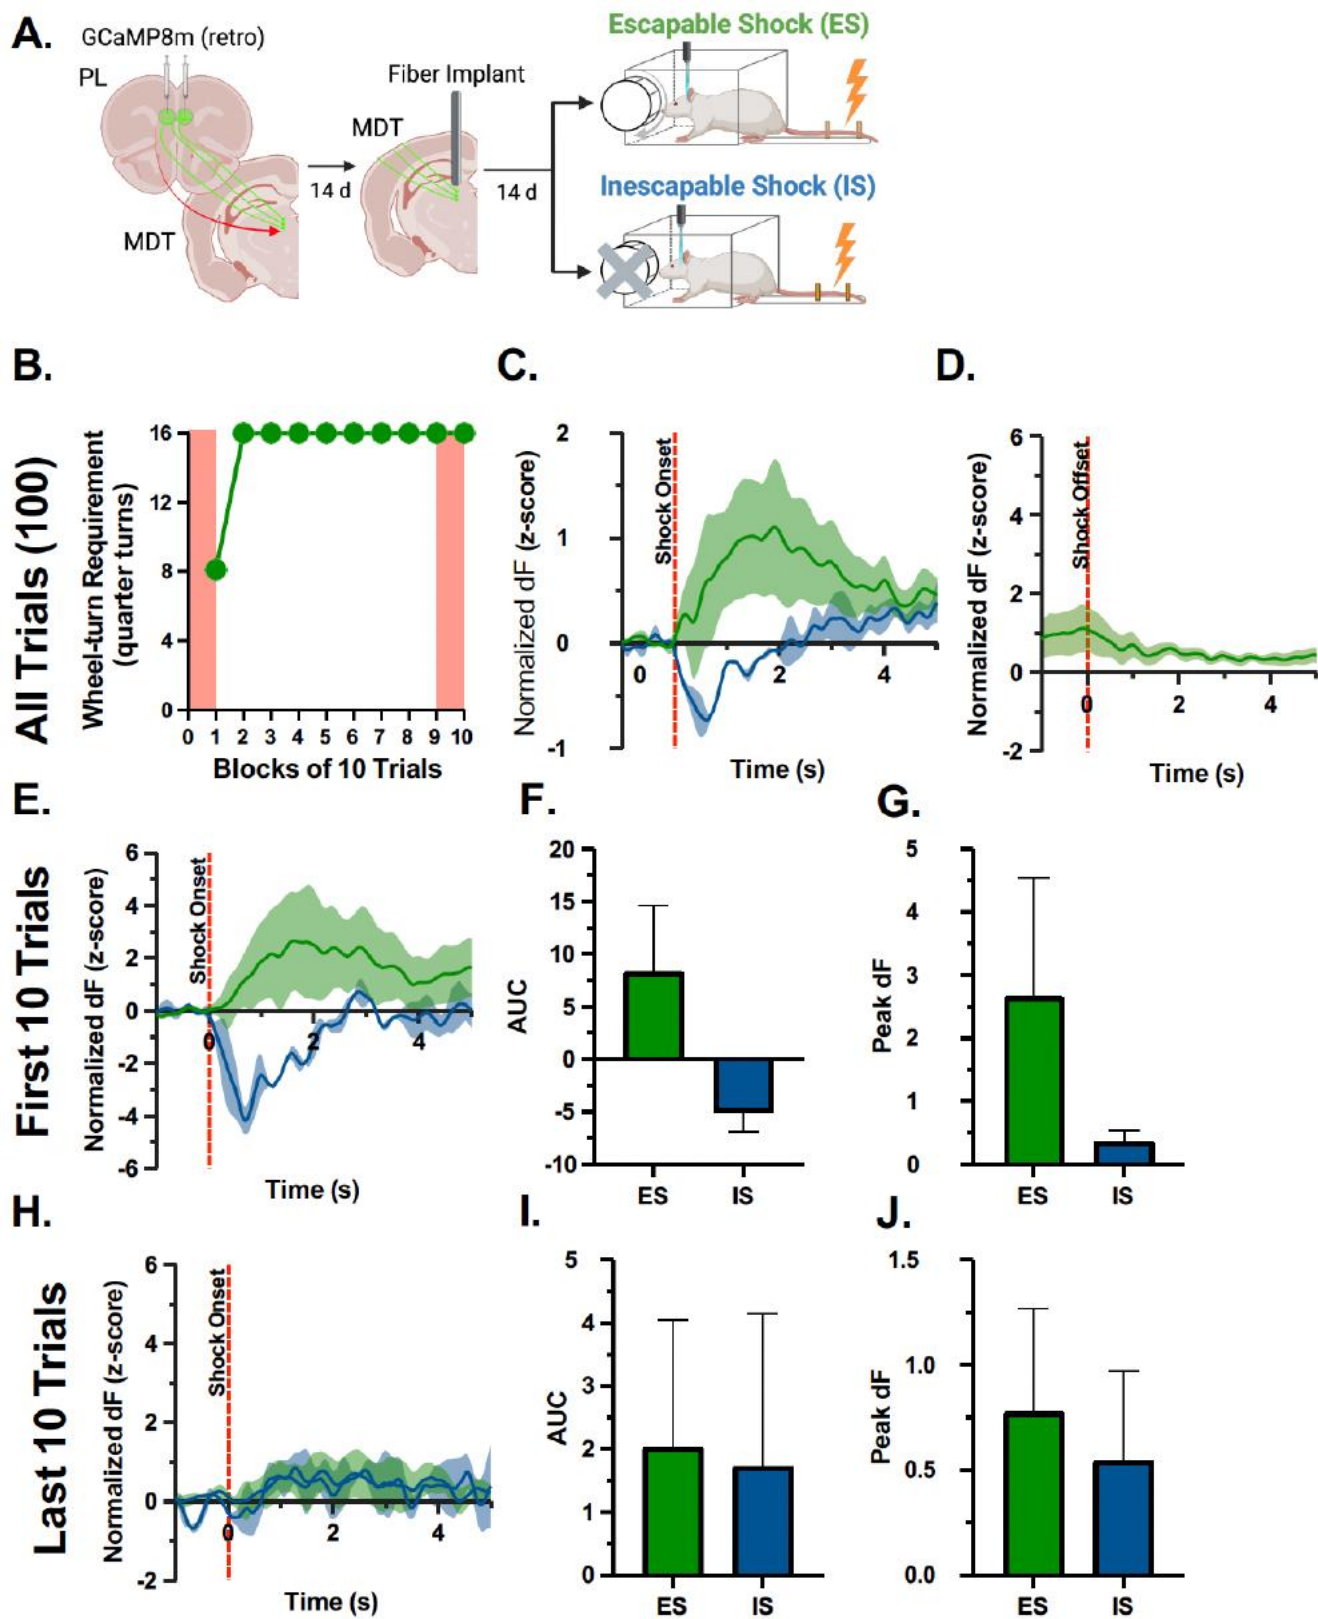 A.
GCaMP8m (retro)
PL
MDT
14 d
Fiber Implant
MDT
14 d
Escapable Shock (ES)
Inescapable Shock (IS)
All Trials (100)
B.
Wheel-turn Requirement
(quarter turns)
16
12
8
4
0
0 1 2 3 4 5 6 7 8 9 10
Blocks of 10 Trials
C.
Normalized dF (z-score)
2
1
0
-1
Shock Onset
0 2 4
Time (s)
D.
Normalized dF (z-score)
6
4
2
0
-2
Shock Offset
0 2 4
Time (s)
First 10 Trials
E.
Normalized dF (z-score)
6
4
2
0
-2
-4
-6
Shock Onset
0 2 4
Time (s)
F.
AUC
20
15
10
5
0
-5
-10
ES IS
G.
Peak dF
5
4
3
2
1
0
ES IS
Last 10 Trials
H.
Normalized dF (z-score)
6
4
2
0
-2
Shock Onset
0 2 4
Time (s)
I.
AUC
5
4
3
2
1
0
ES IS
J.
Peak dF
1.5
1.0
0.5
0.0
ES IS